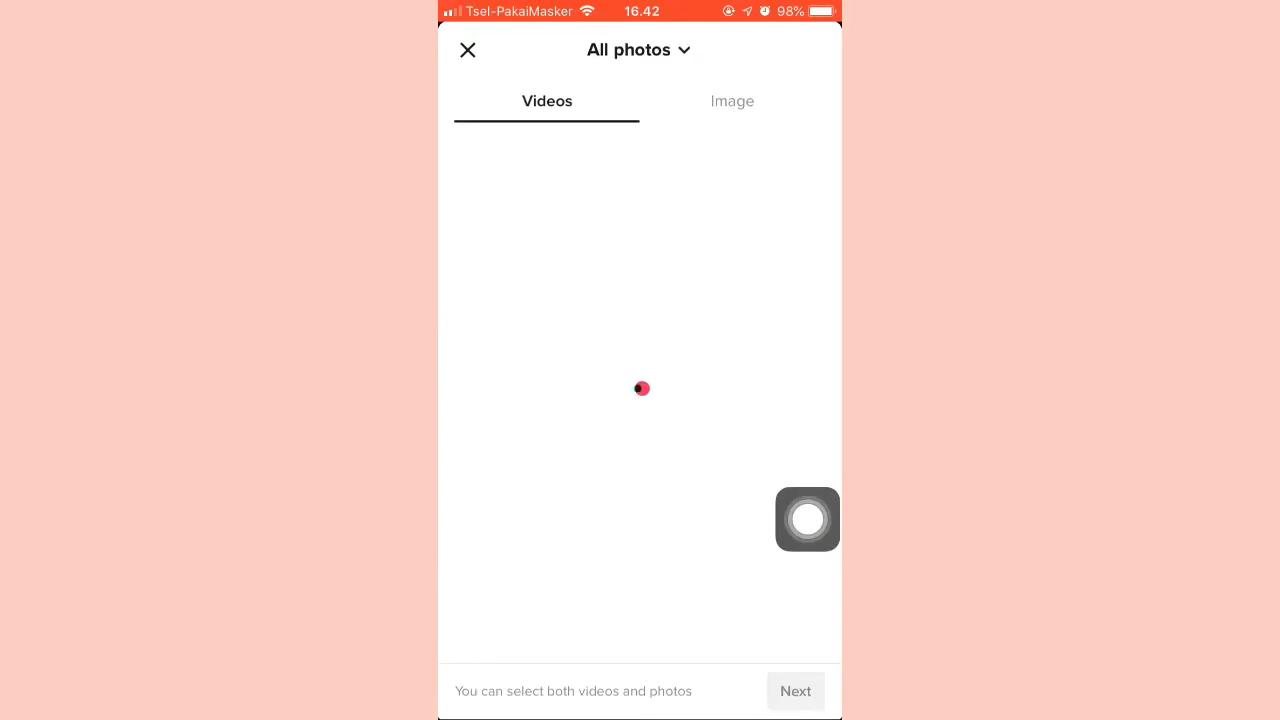 Tsel-PakaiMasker 16.42 98%
All photos
Videos Image
You can select both videos and photos Next